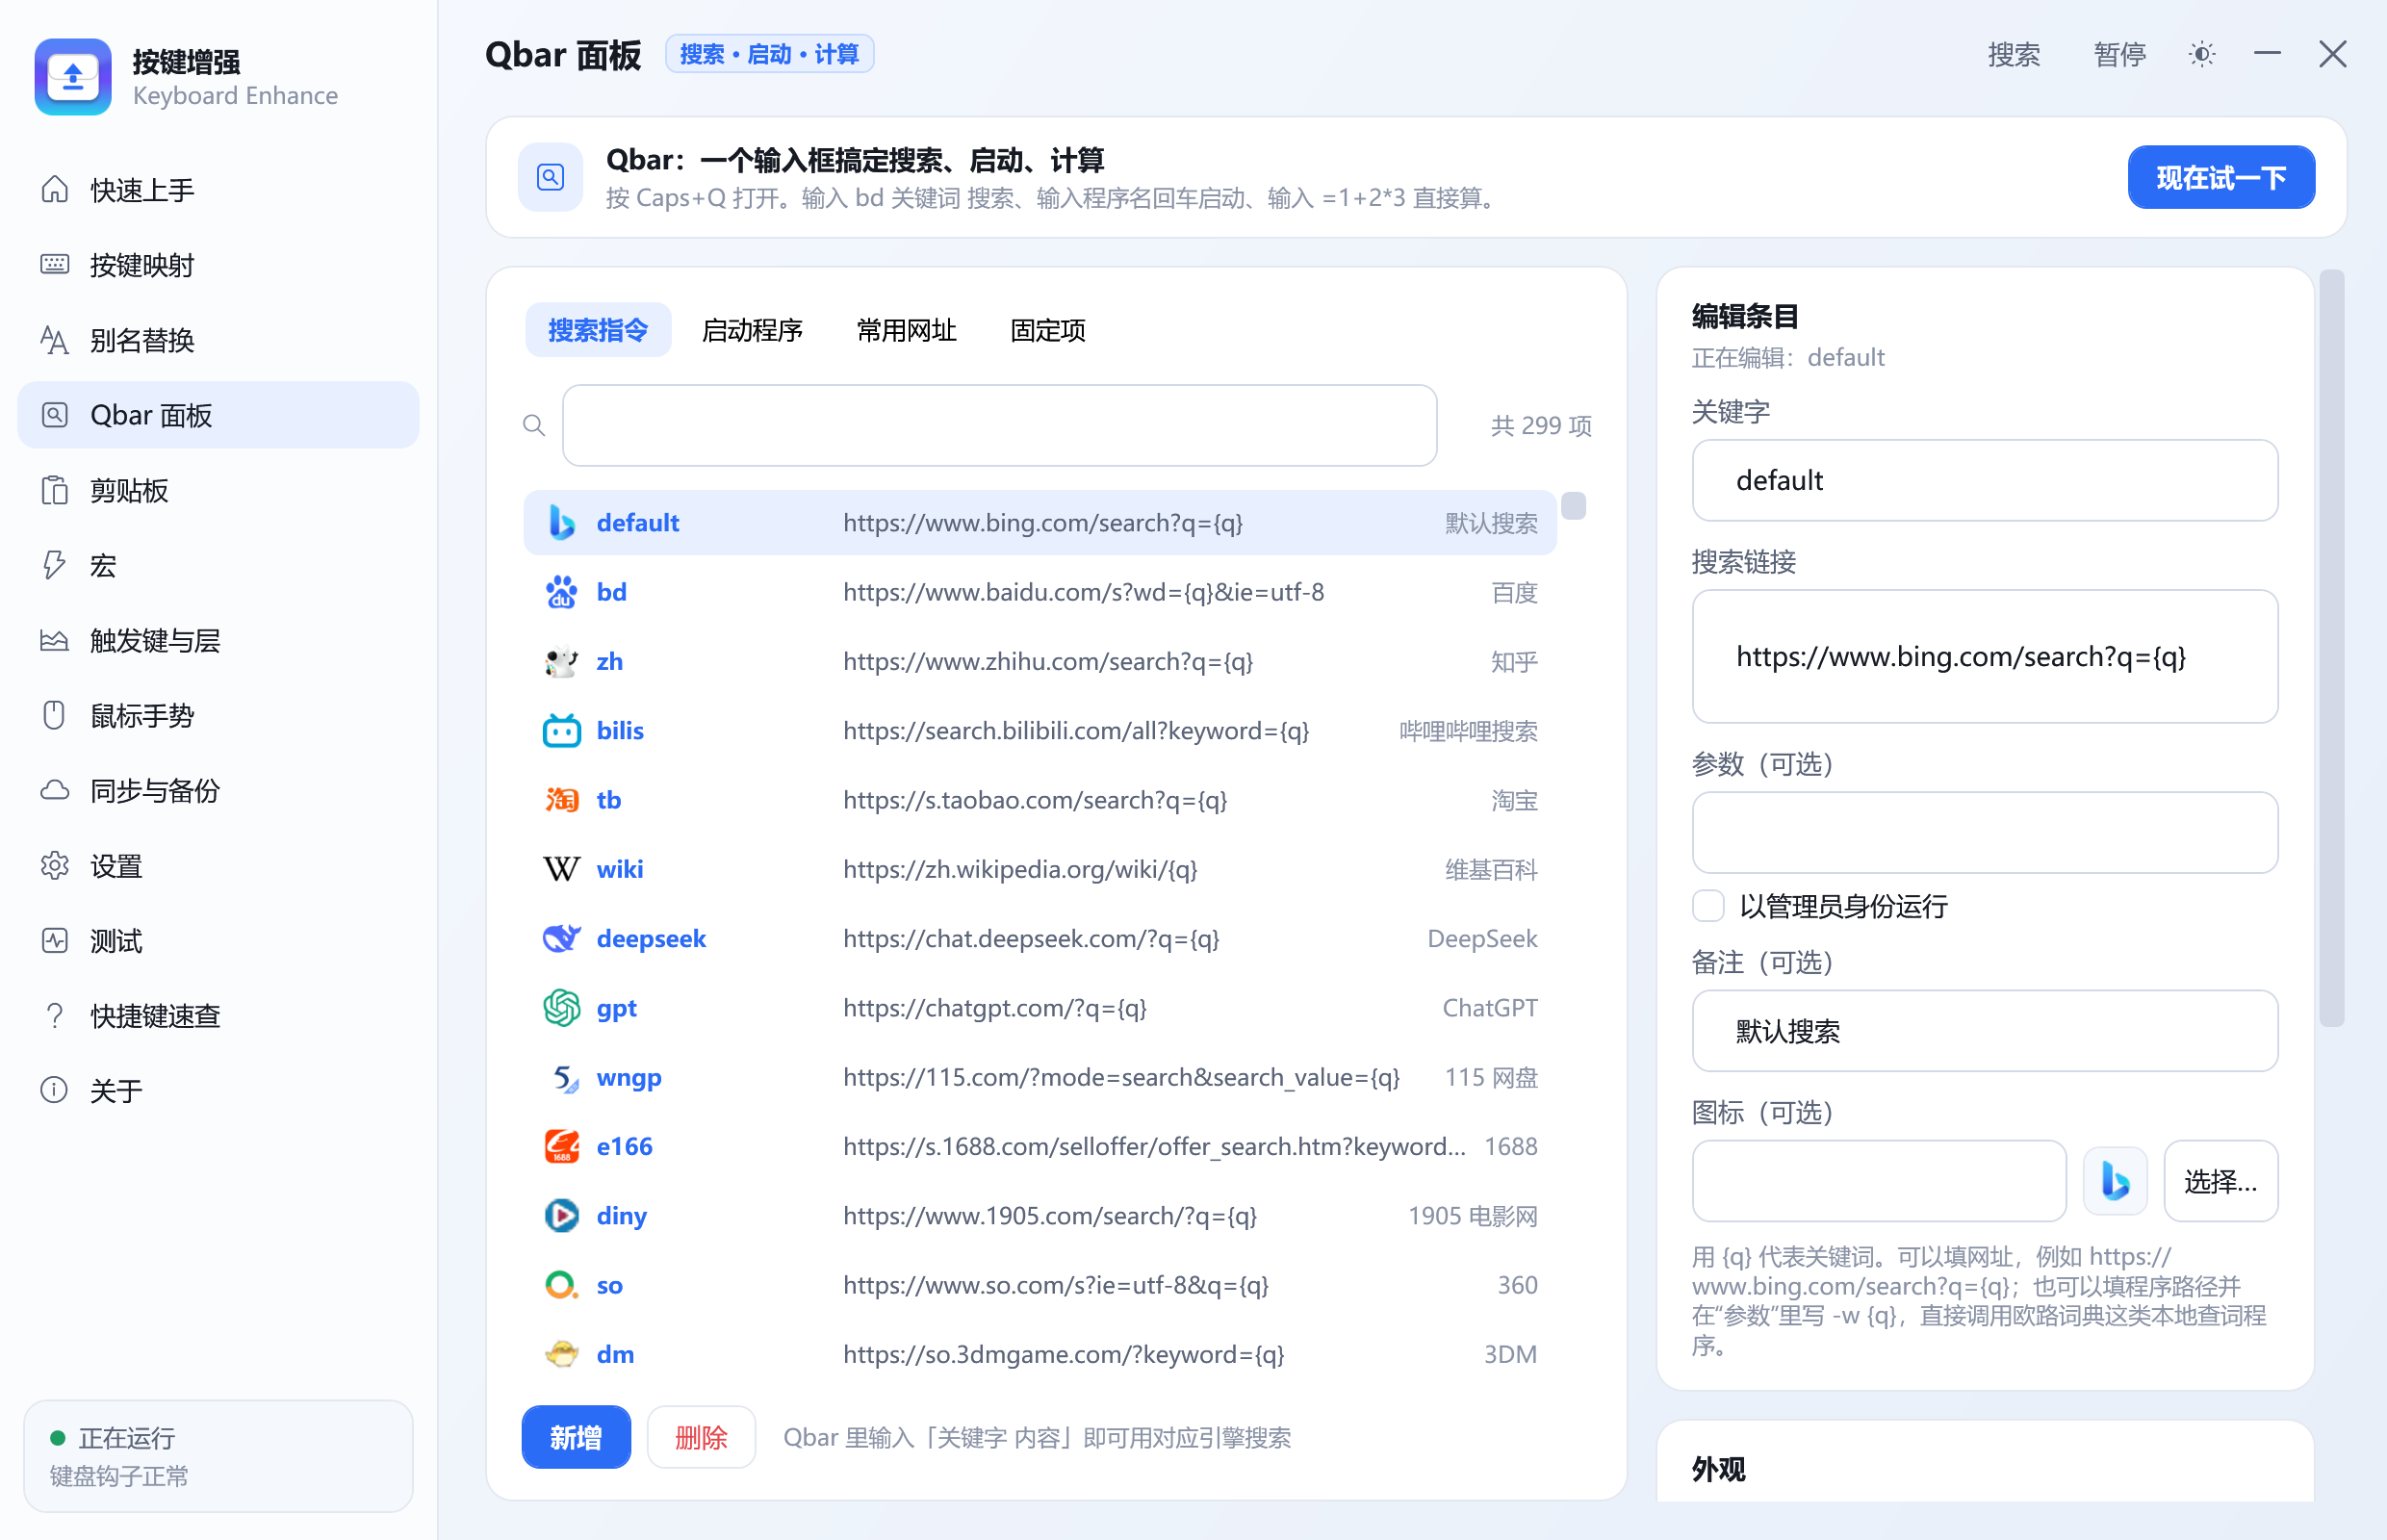 按键增强
Keyboard Enhance
快速上手
按键映射
别名替换
Qbar 面板
剪贴板
宏
触发键与层
鼠标手势
同步与备份
设置
测试
快捷键速查
关于
正在运行
键盘钩子正常
Qbar 面板
搜索・启动・计算
搜索
暂停
Qbar：一个输入框搞定搜索、启动、计算
按 Caps+Q 打开。输入 bd 关键词 搜索、输入程序名回车启动、输入 =1+2*3 直接算。
现在试一下
搜索指令
启动程序
常用网址
固定项
共 299 项
default https://www.bing.com/search?q={q} 默认搜索
bd https://www.baidu.com/s?wd={q}&ie=utf-8 百度
zh https://www.zhihu.com/search?q={q} 知乎
bilis https://search.bilibili.com/all?keyword={q} 哔哩哔哩搜索
淘 tb https://s.taobao.com/search?q={q} 淘宝
W wiki https://zh.wikipedia.org/wiki/{q} 维基百科
deepseek https://chat.deepseek.com/?q={q} DeepSeek
gpt https://chatgpt.com/?q={q} ChatGPT
wngp https://115.com/?mode=search&search_value={q} 115 网盘
1688 e166 https://s.1688.com/selloffer/offer_search.htm?keyword... 1688
diny https://www.1905.com/search/?q={q} 1905 电影网
so https://www.so.com/s?ie=utf-8&q={q} 360
dm https://so.3dmgame.com/?keyword={q} 3DM
新增
删除
Qbar 里输入「关键字 内容」即可用对应引擎搜索
编辑条目
正在编辑：default
关键字
default
搜索链接
https://www.bing.com/search?q={q}
参数（可选）
以管理员身份运行
备注（可选）
默认搜索
图标（可选）
选择...
用 {q} 代表关键词。可以填网址，例如 https://
www.bing.com/search?q={q}；也可以填程序路径并
在“参数”里写 -w {q}，直接调用欧路词典这类本地查词程
序。
外观